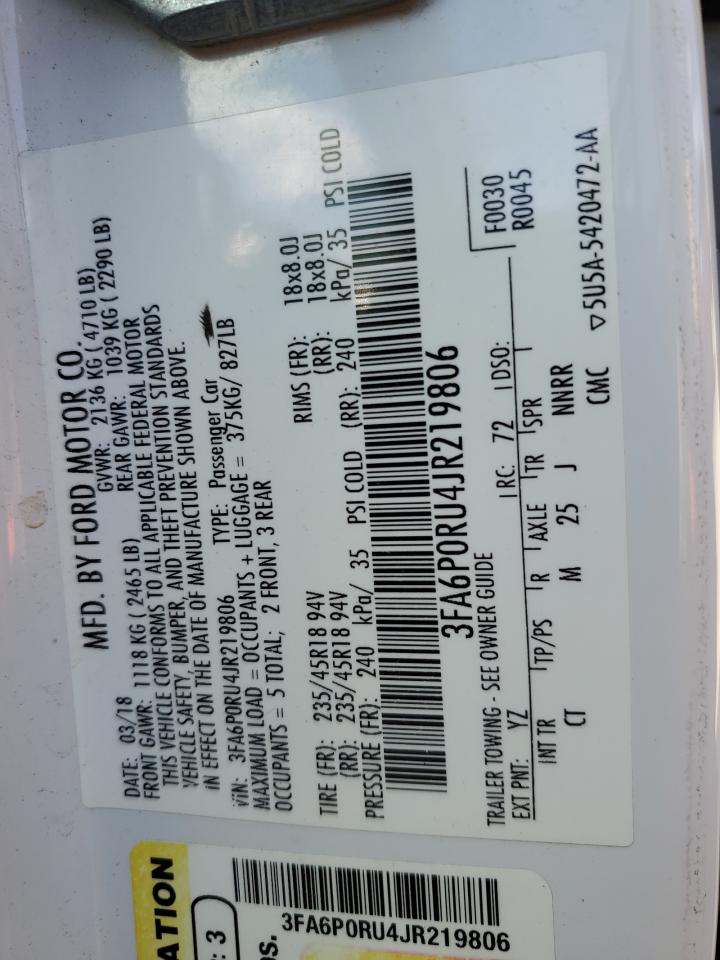 MFD. BY FORD MOTOR CO.
DATE: 03/18 GVWR: 2136 KG ( 4710 LB)
FRONT GAWR: 1118 KG ( 2465 LB) REAR GAWR: 1039 KG ( 2290 LB)
THIS VEHICLE CONFORMS TO ALL APPLICABLE FEDERAL MOTOR
VEHICLE SAFETY, BUMPER, AND THEFT PREVENTION STANDARDS
IN EFFECT ON THE DATE OF MANUFACTURE SHOWN ABOVE.
VIN: 3FA6P0RU4JR219806 TYPE: Passenger Car
MAXIMUM LOAD = OCCUPANTS + LUGGAGE = 375KG/ 827LB
OCCUPANTS = 5 TOTAL; 2 FRONT, 3 REAR
TIRE (FR): 235/45R18 94V RIMS (FR): 18x8.0J
(RR): 235/45R18 94V (RR): 18x8.0J
PRESSURE (FR): 240 kPa/ 35 PSI COLD (RR): 240 kPa/ 35 PSI COLD
3FA6P0RU4JR219806
F0030
R0045
TRAILER TOWING - SEE OWNER GUIDE
EXT PNT: YZ RC: 72 DSO:
INT TR TP/PS R AXLE TR SPR
CT M 25 J NNRR
CMC ▽5U5A-5420472-AA
ATION
: 3
os.
3FA6P0RU4JR219806